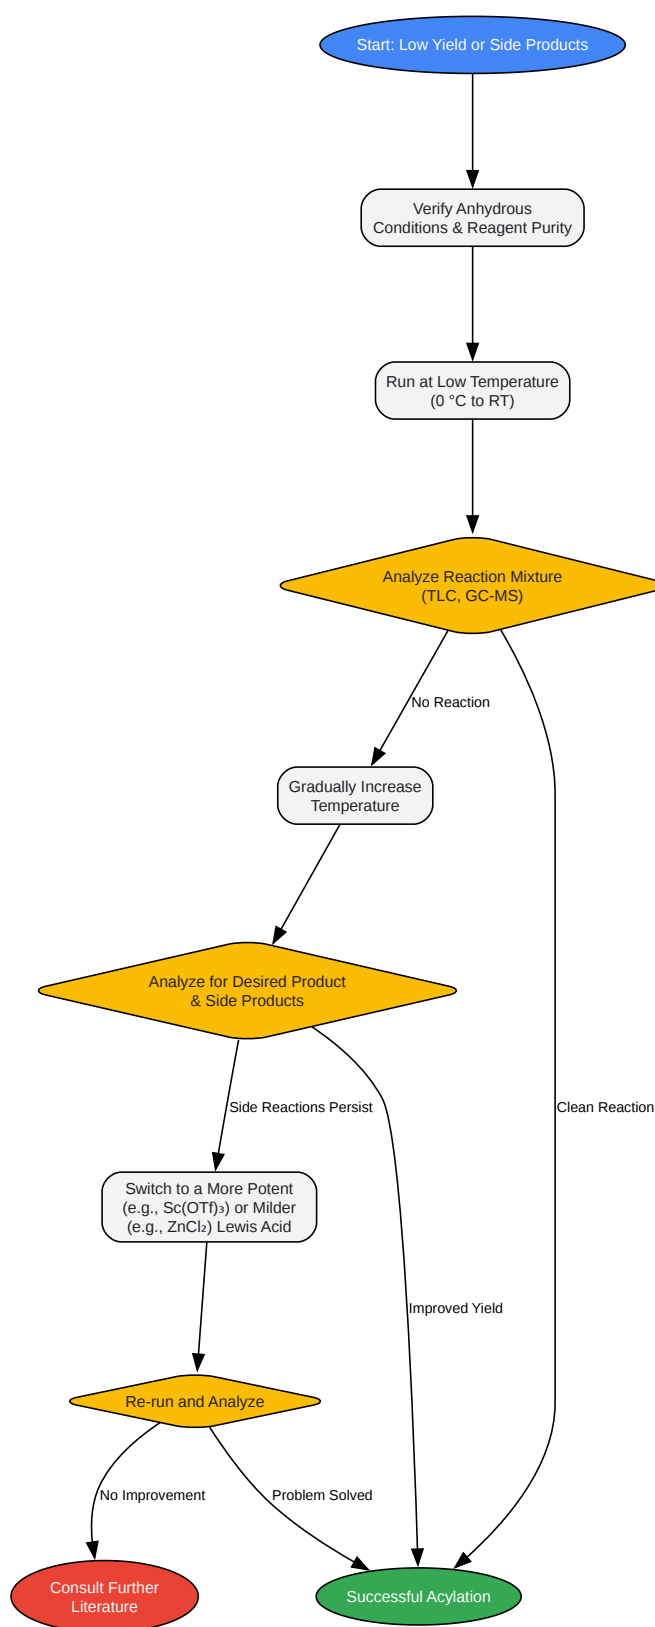 Start: Low Yield or Side Products
Verify Anhydrous
Conditions & Reagent Purity
Run at Low Temperature
(0 °C to RT)
Analyze Reaction Mixture
(TLC, GC-MS)
No Reaction
Gradually Increase
Temperature
Analyze for Desired Product
& Side Products
Side Reactions Persist
Clean Reaction
Switch to a More Potent
(e.g., Sc(OTf)₃) or Milder
(e.g., ZnCl₂) Lewis Acid
Improved Yield
Re-run and Analyze
No Improvement
Problem Solved
Consult Further
Literature
Successful Acylation